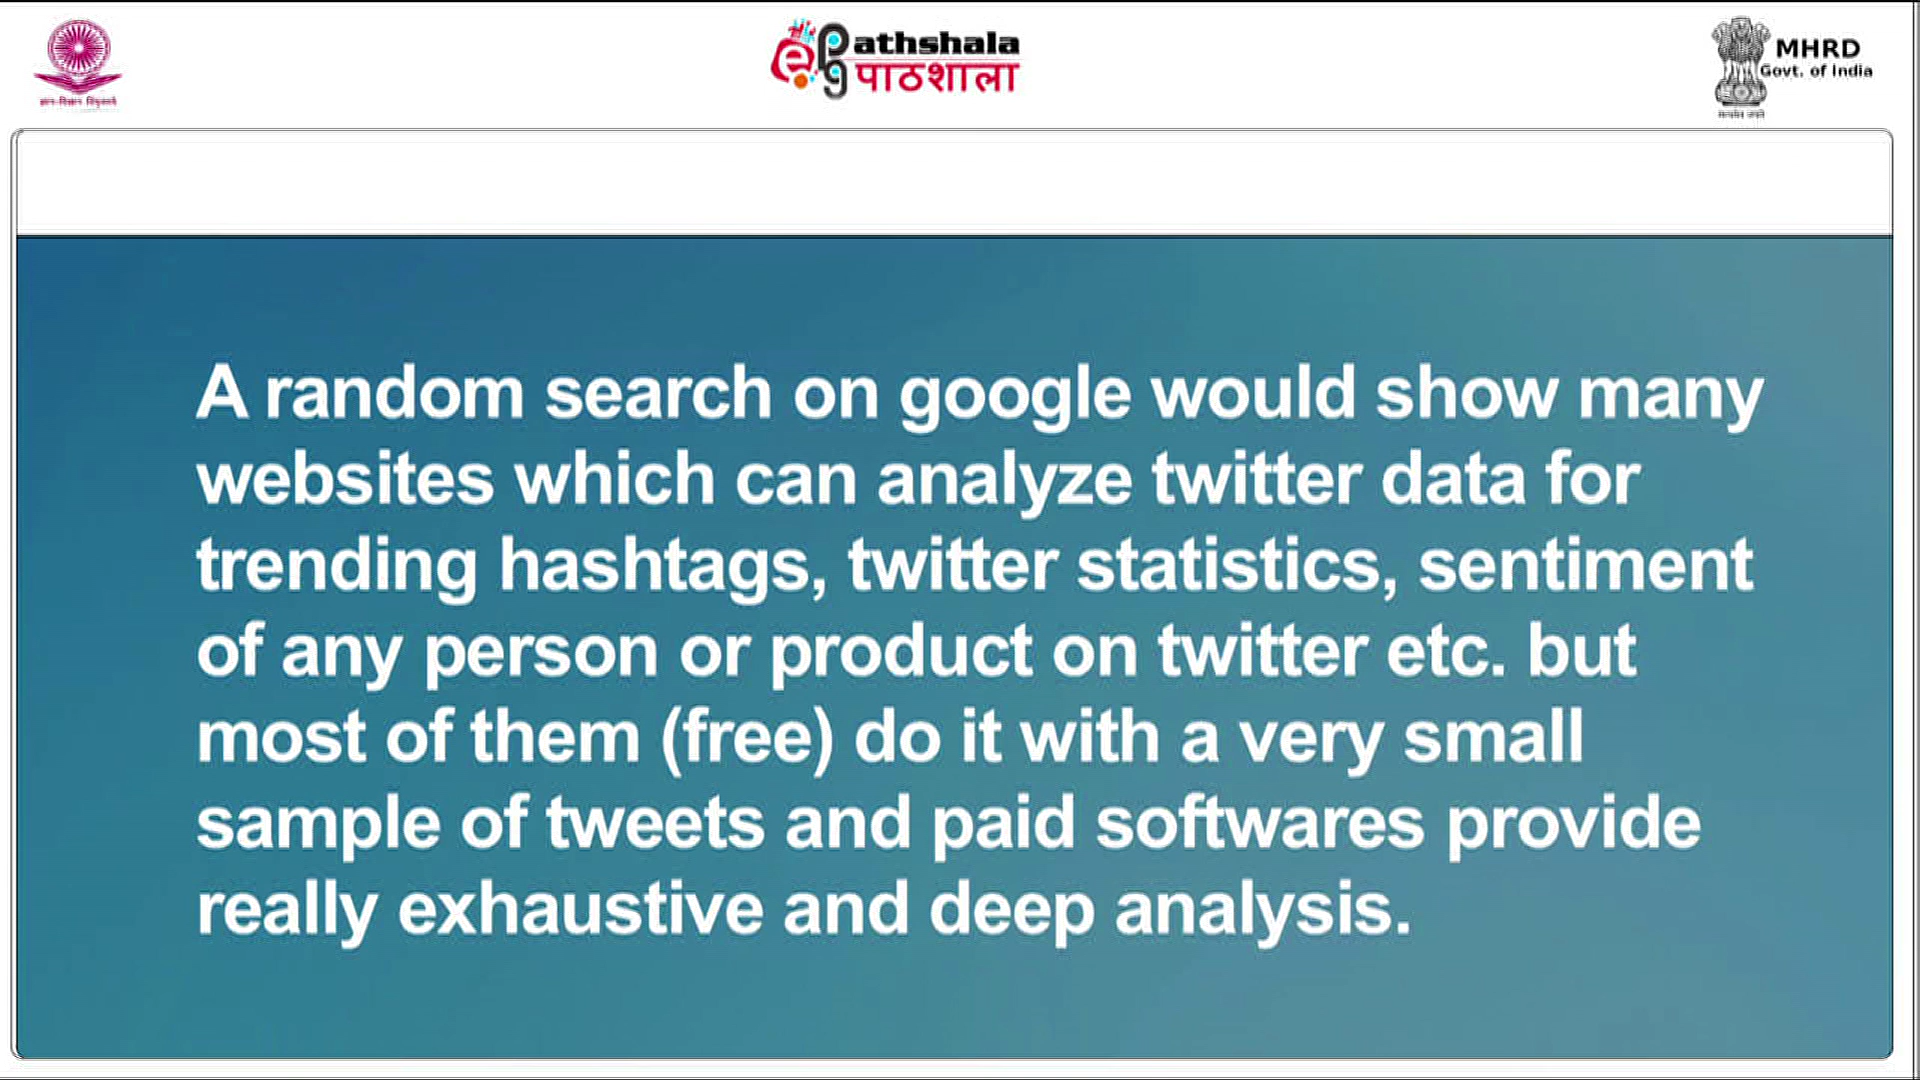 Pathshala
पाठशाला
MHRD
Govt. of India
A random search on google would show many
websites which can analyze twitter data for
trending hashtags, twitter statistics, sentiment
of any person or product on twitter etc. but
most of them (free) do it with a very small
sample of tweets and paid softwares provide
really exhaustive and deep analysis.